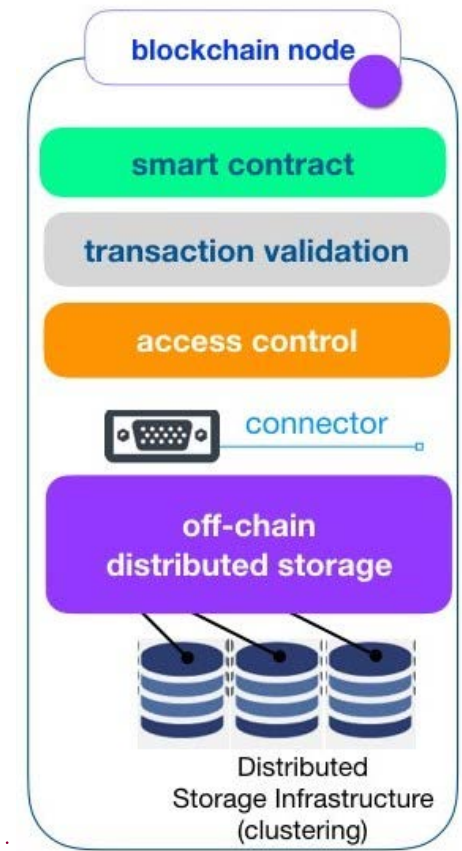 blockchain node
smart contract
transaction validation
access control
connector
off-chain
distributed storage
Distributed
Storage Infrastructure
(clustering)